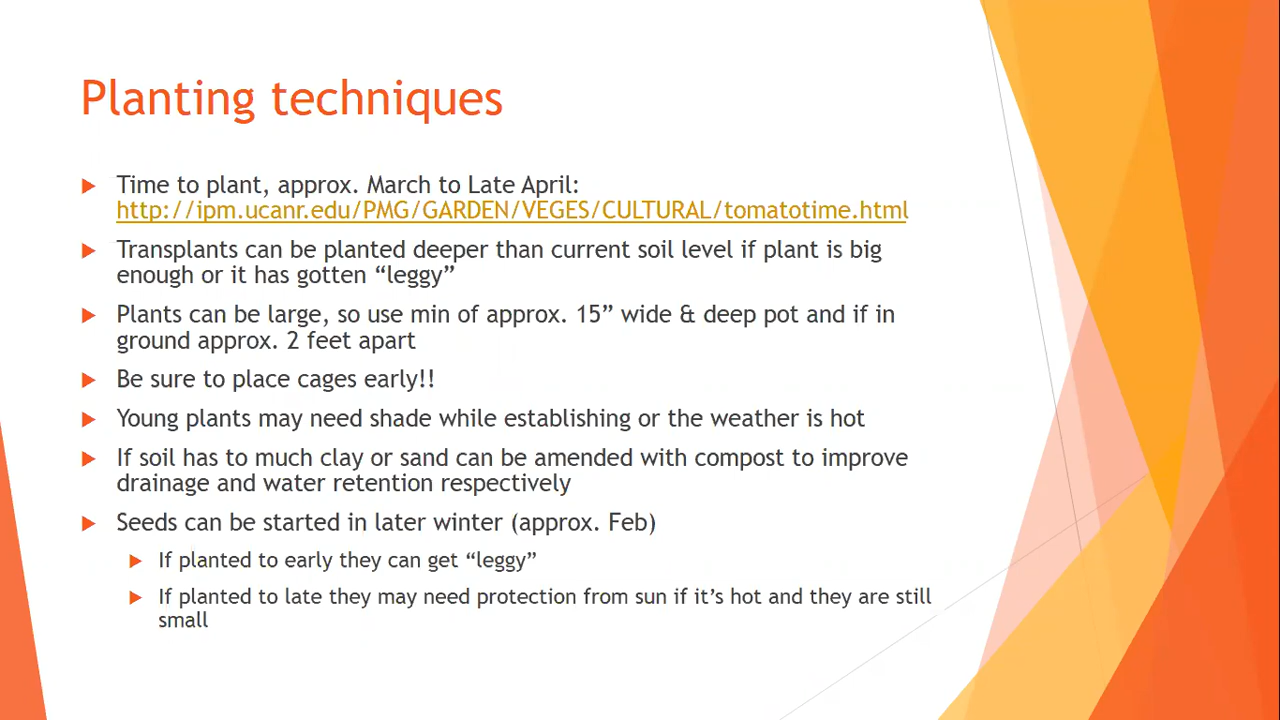 Planting techniques
Time to plant, approx. March to Late April:
http://ipm.ucanr.edu/PMG/GARDEN/VEGES/CULTURAL/tomatotime.html
Transplants can be planted deeper than current soil level if plant is big
enough or it has gotten “leggy”
Plants can be large, so use min of approx. 15” wide & deep pot and if in
ground approx. 2 feet apart
Be sure to place cages early!!
Young plants may need shade while establishing or the weather is hot
If soil has to much clay or sand can be amended with compost to improve
drainage and water retention respectively
Seeds can be started in later winter (approx. Feb)
If planted to early they can get “leggy”
If planted to late they may need protection from sun if it’s hot and they are still
small